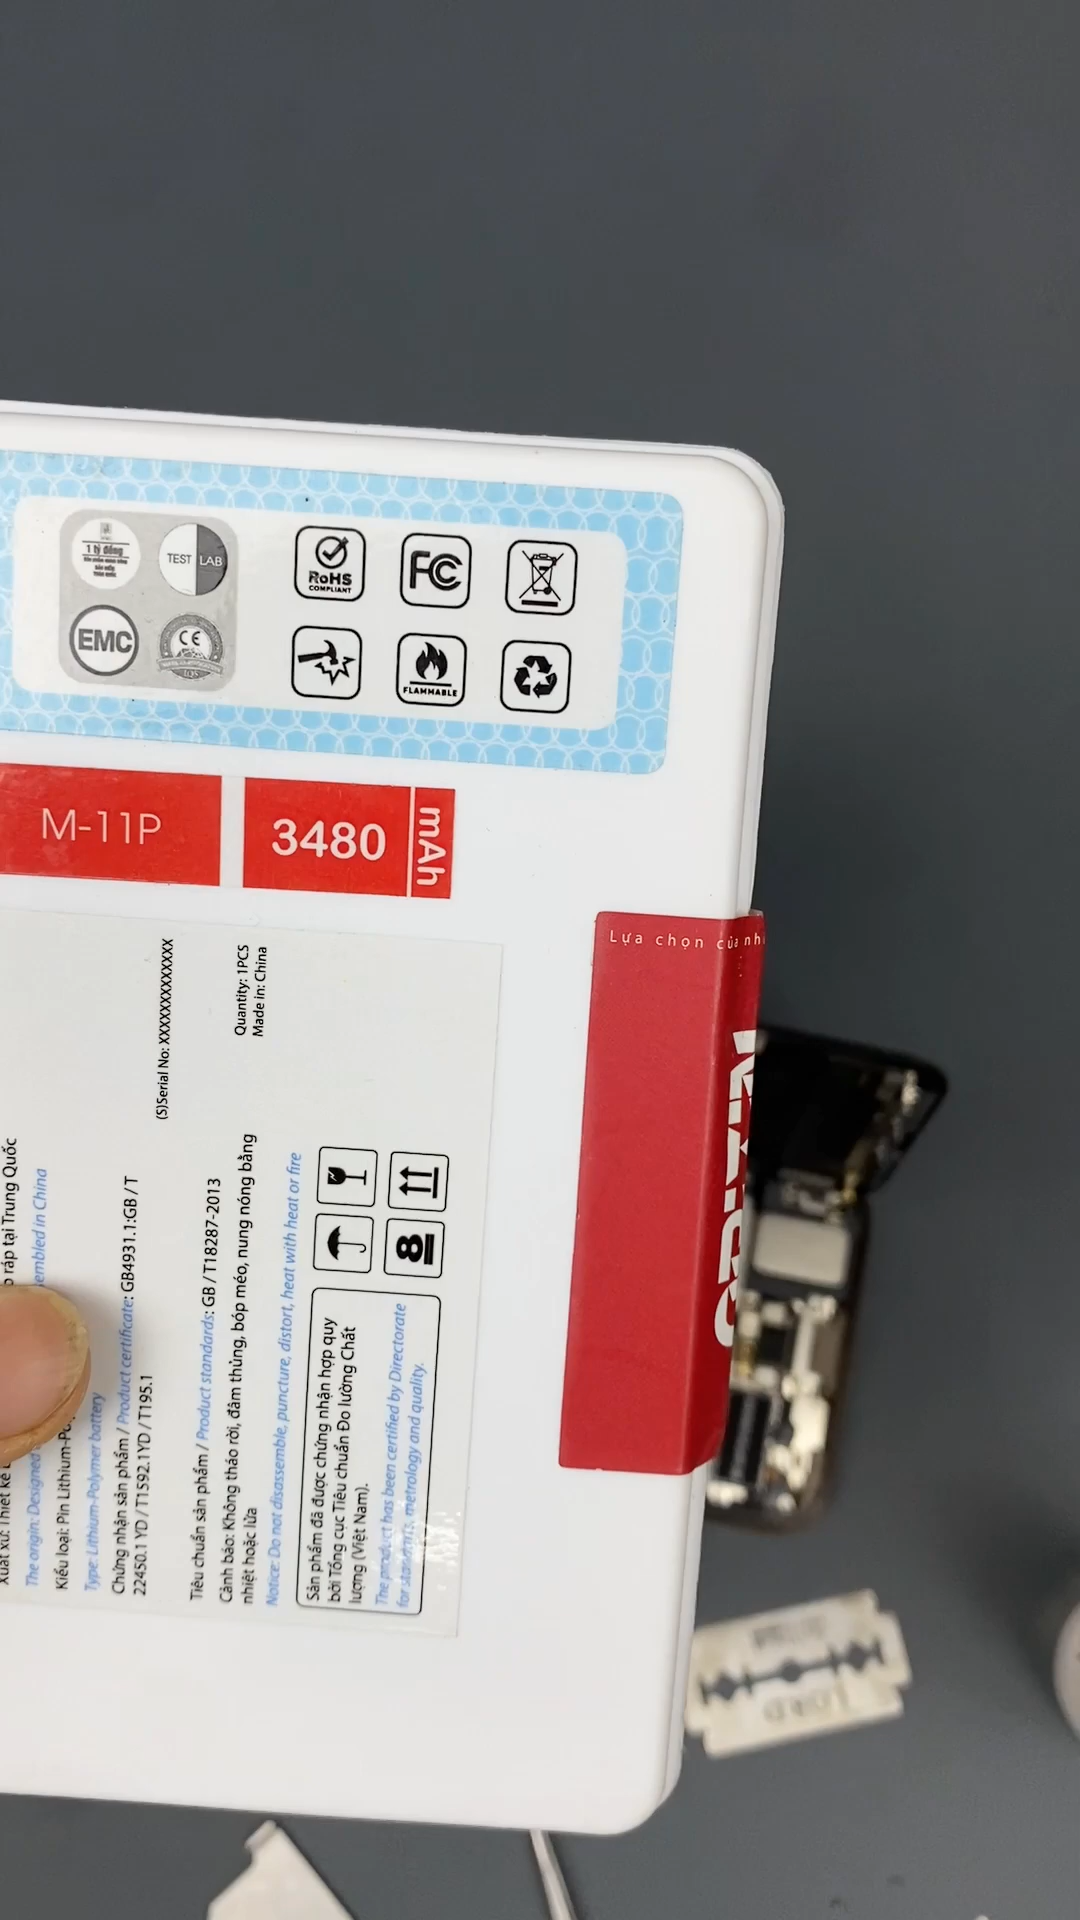 1 tỷ đồng
TEST LAB
EMC
CE
RoHS
COMPLIANT
FC
FLAMMABLE
M-11P
3480
mAh
Lựa chọn của nh
ráp tại Trung Quốc
The origin: Designed
embled in China
Kiểu loại: Pin Lithium-Po
Type: Lithium-Polymer battery
Chứng nhận sản phẩm / Product certificate: GB4931.1:GB / T
22450.1 YD / T1592.1YD / T195.1
(S)Serial No: XXXXXXXXXXXXXXX
Tiêu chuẩn sản phẩm / Product standards: GB / T18287-2013
Cảnh báo: Không tháo rời, đâm thủng, bóp méo, nung nóng bằng
nhiệt hoặc lửa
Quantity: 1PCS
Made in: China
Notice: Do not disassemble, puncture, distort, heat with heat or fire
8
Sản phẩm đã được chứng nhận hợp quy
bởi Tổng cục Tiêu chuẩn Đo lường Chất
lượng (Việt Nam).
The product has been certified by Directorate
for standards, metrology and quality.